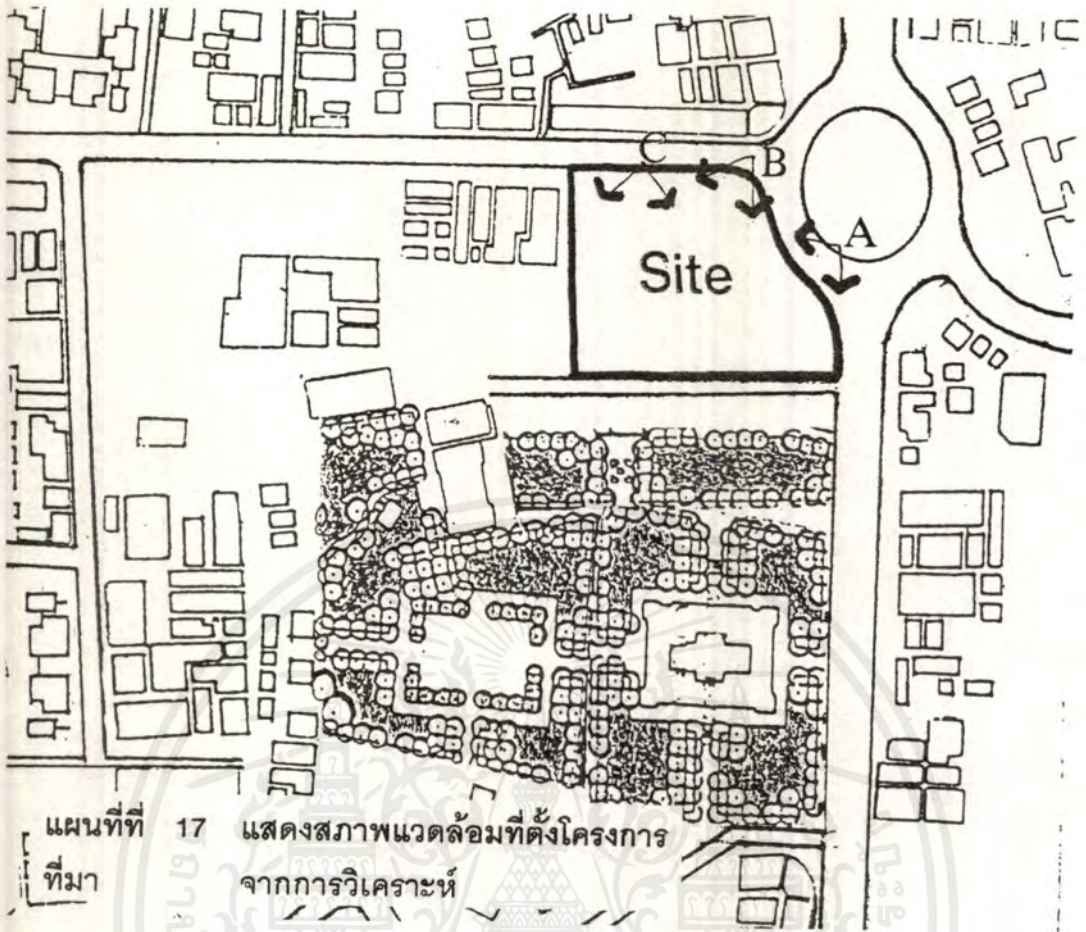 C
B
A
Site
แผนที่ที่ 17 แสดงสภาพแวดล้อมที่ตั้งโครงการ
ที่มา จากการวิเคราะห์